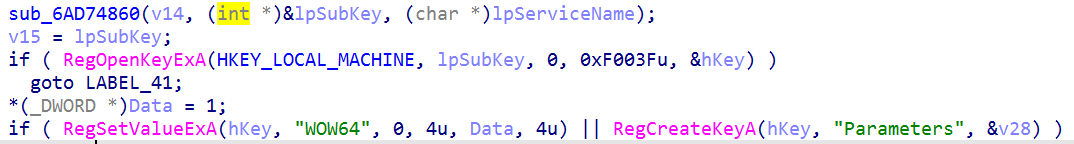 sub_6AD74860(v14, (int *)&lpSubKey, (char *)lpServiceName);
v15 = lpSubKey;
if ( RegOpenKeyExA(HKEY_LOCAL_MACHINE, lpSubKey, 0, 0xF003Fu, &hKey) )
  goto LABEL_41;
*(_DWORD *)Data = 1;
if ( RegSetValueExA(hKey, "WOW64", 0, 4u, Data, 4u) || RegCreateKeyA(hKey, "Parameters", &v28) )